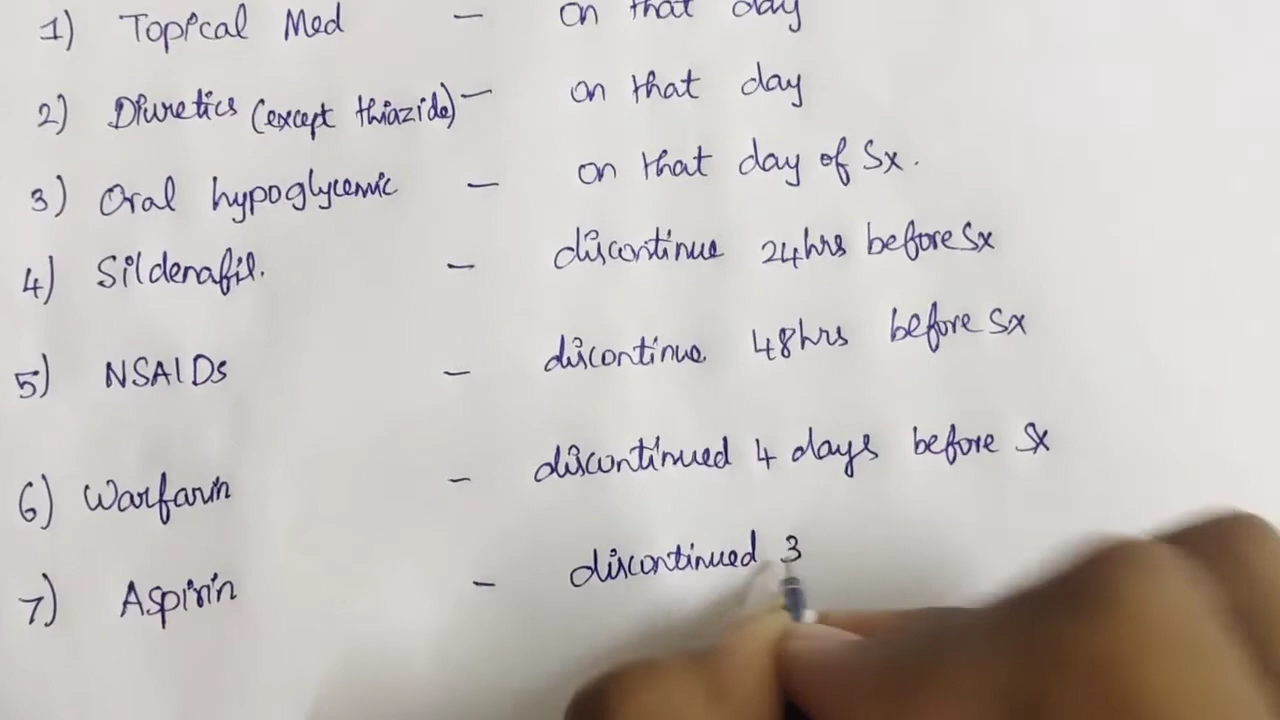 1) Topical Med - on that day
2) Diuretics (except thiazide) - on that day
3) Oral hypoglycemic - on that day of Sx.
4) Sildenafil. - discontinue 24hrs before Sx
5) NSAIDs - discontinue 48hrs before Sx
6) Warfarin - discontinued 4 days before Sx
7) Aspirin - discontinued 3